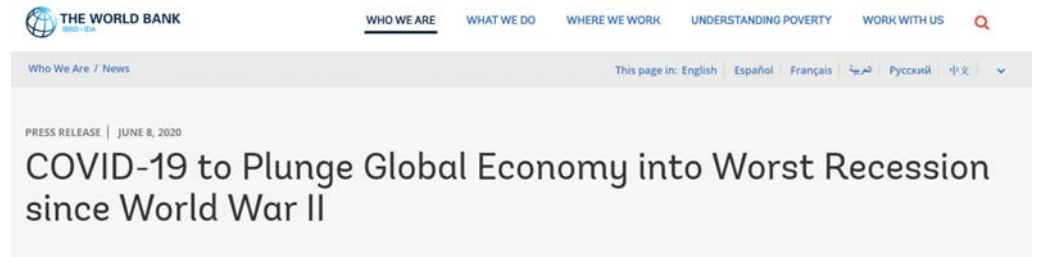 THE WORLD BANK
IBRD • IDA
WHO WE ARE WHAT WE DO WHERE WE WORK UNDERSTANDING POVERTY WORK WITH US
Who We Are / News
This page in: English Español Français العربية Русский 中文
PRESS RELEASE | JUNE 8, 2020
COVID-19 to Plunge Global Economy into Worst Recession
since World War II